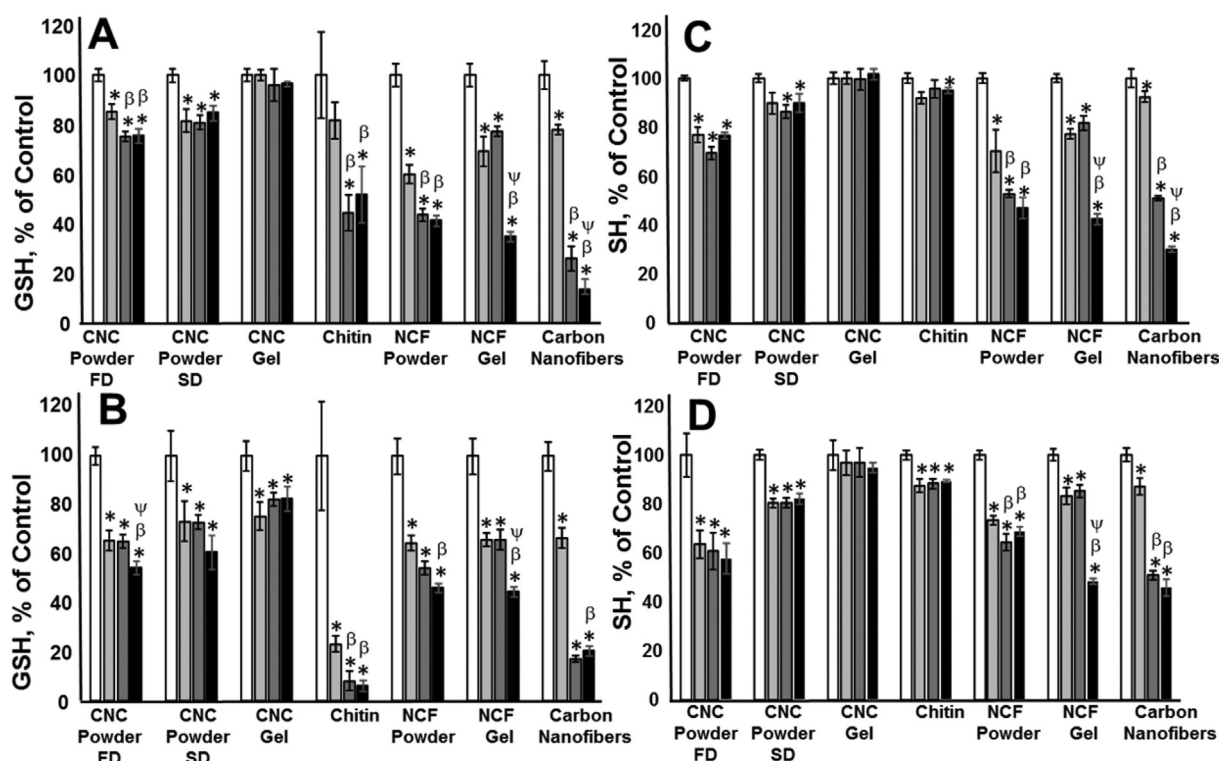 A
GSH, % of Control
120
100
80
60
40
20
0
β β
* * *
* * *
β β
* *
β β
* * *
ψ
β
* * *
ψ
β β
* * *
CNC Powder FD
CNC Powder SD
CNC Gel
Chitin
NCF Powder
NCF Gel
Carbon Nanofibers
B
GSH, % of Control
120
100
80
60
40
20
0
ψ
β
* * *
* * *
* * *
β β
* * *
β
* * *
ψ
β
* * *
β
* * *
CNC Powder FD
CNC Powder SD
CNC Gel
Chitin
NCF Powder
NCF Gel
Carbon Nanofibers
C
SH, % of Control
120
100
80
60
40
20
0
* * *
* *
*
β β
* * *
ψ
β
* * *
ψ
β β
* * *
CNC Powder FD
CNC Powder SD
CNC Gel
Chitin
NCF Powder
NCF Gel
Carbon Nanofibers
D
SH, % of Control
120
100
80
60
40
20
0
* * *
* * *
* * *
β β
* * *
ψ
β
* * *
β β
* * *
CNC Powder FD
CNC Powder SD
CNC Gel
Chitin
NCF Powder
NCF Gel
Carbon Nanofibers